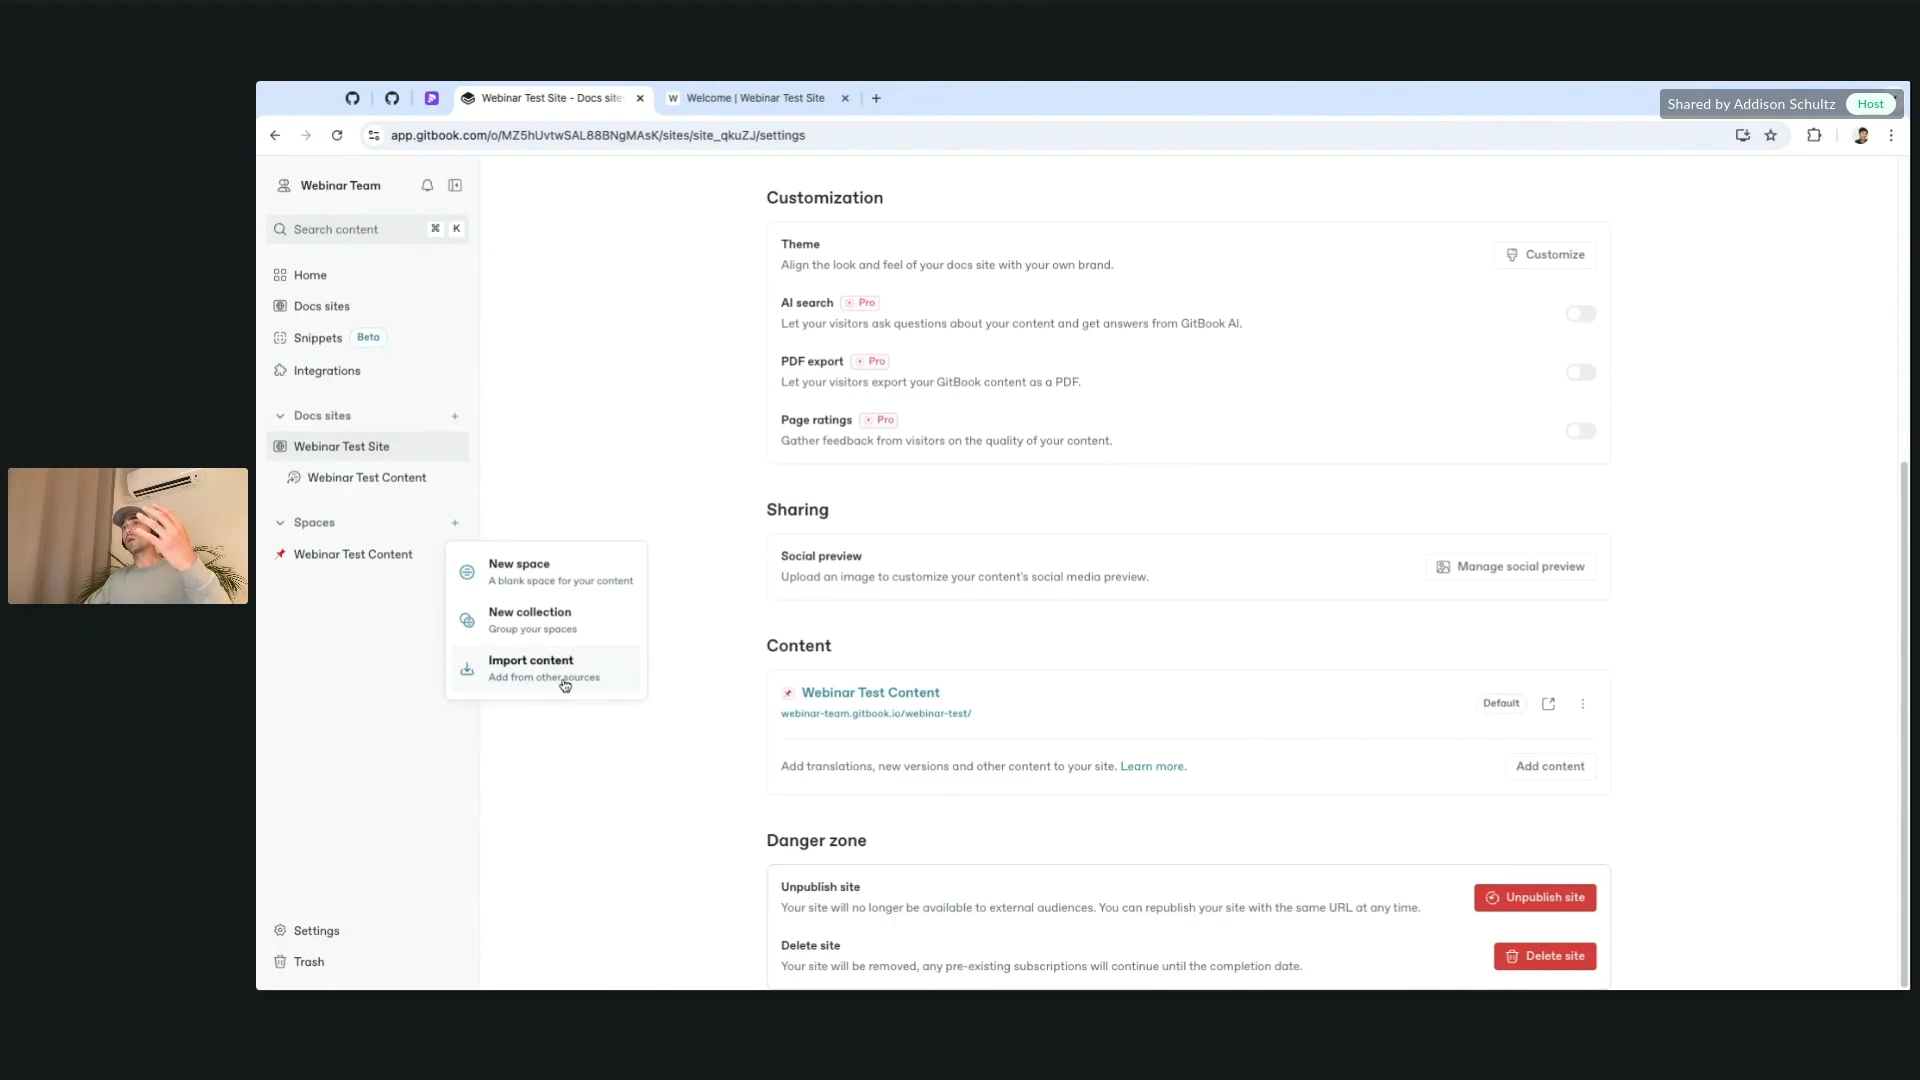 Webinar Test Site - Docs site
Welcome | Webinar Test Site
Shared by Addison Schultz
Host
app.gitbook.com/o/MZ5hUvtwSAL88BNgMAsK/sites/site_qkuZJ/settings
Webinar Team
Search content
⌘ K
Home
Docs sites
Snippets Beta
Integrations
Docs sites
Webinar Test Site
Webinar Test Content
Spaces
Webinar Test Content
Settings
Trash
New space
A blank space for your content
New collection
Group your spaces
Import content
Add from other sources
Customization
Theme
Align the look and feel of your docs site with your own brand.
Customize
AI search Pro
Let your visitors ask questions about your content and get answers from GitBook AI.
PDF export Pro
Let your visitors export your GitBook content as a PDF.
Page ratings Pro
Gather feedback from visitors on the quality of your content.
Sharing
Social preview
Upload an image to customize your content's social media preview.
Manage social preview
Content
Webinar Test Content
webinar-team.gitbook.io/webinar-test/
Default
Add translations, new versions and other content to your site. Learn more.
Add content
Danger zone
Unpublish site
Your site will no longer be available to external audiences. You can republish your site with the same URL at any time.
Unpublish site
Delete site
Your site will be removed, any pre-existing subscriptions will continue until the completion date.
Delete site